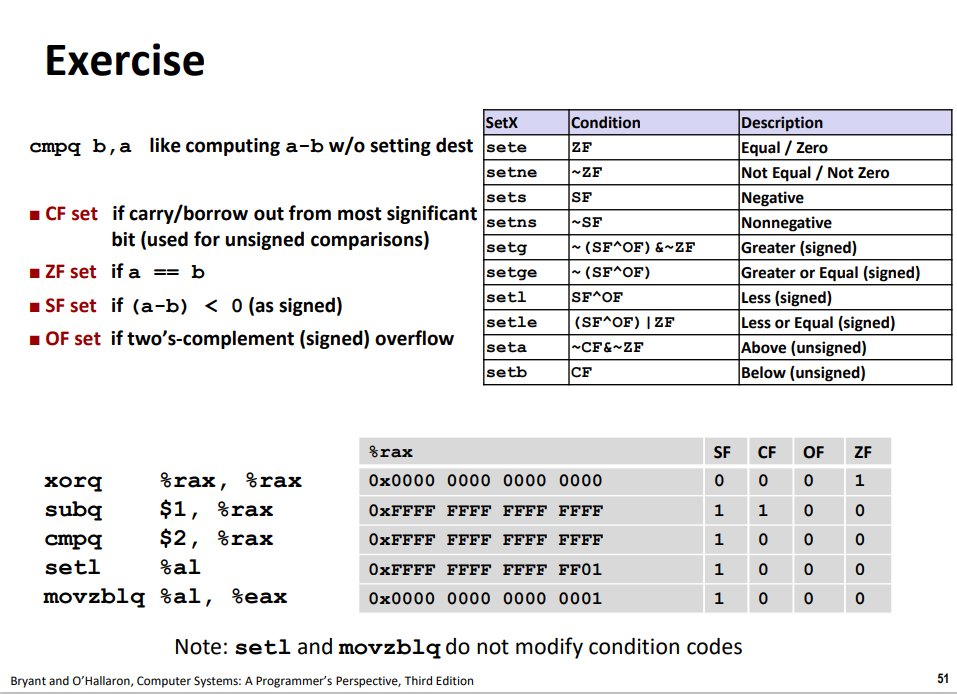 Exercise
cmpq b,a like computing a-b w/o setting dest
■ CF set if carry/borrow out from most significant
bit (used for unsigned comparisons)
■ ZF set if a == b
■ SF set if (a-b) < 0 (as signed)
■ OF set if two's-complement (signed) overflow
SetX Condition Description
sete ZF Equal / Zero
setne ~ZF Not Equal / Not Zero
sets SF Negative
setns ~SF Nonnegative
setg ~(SF^OF)&~ZF Greater (signed)
setge ~(SF^OF) Greater or Equal (signed)
setl SF^OF Less (signed)
setle (SF^OF)|ZF Less or Equal (signed)
seta ~CF&~ZF Above (unsigned)
setb CF Below (unsigned)
%rax SF CF OF ZF
xorq %rax, %rax 0x0000 0000 0000 0000 0 0 0 1
subq $1, %rax 0xFFFF FFFF FFFF FFFF 1 1 0 0
cmpq $2, %rax 0xFFFF FFFF FFFF FFFF 1 0 0 0
setl %al 0xFFFF FFFF FFFF FF01 1 0 0 0
movzblq %al, %eax 0x0000 0000 0000 0001 1 0 0 0
Note: setl and movzblq do not modify condition codes
Bryant and O'Hallaron, Computer Systems: A Programmer's Perspective, Third Edition
51